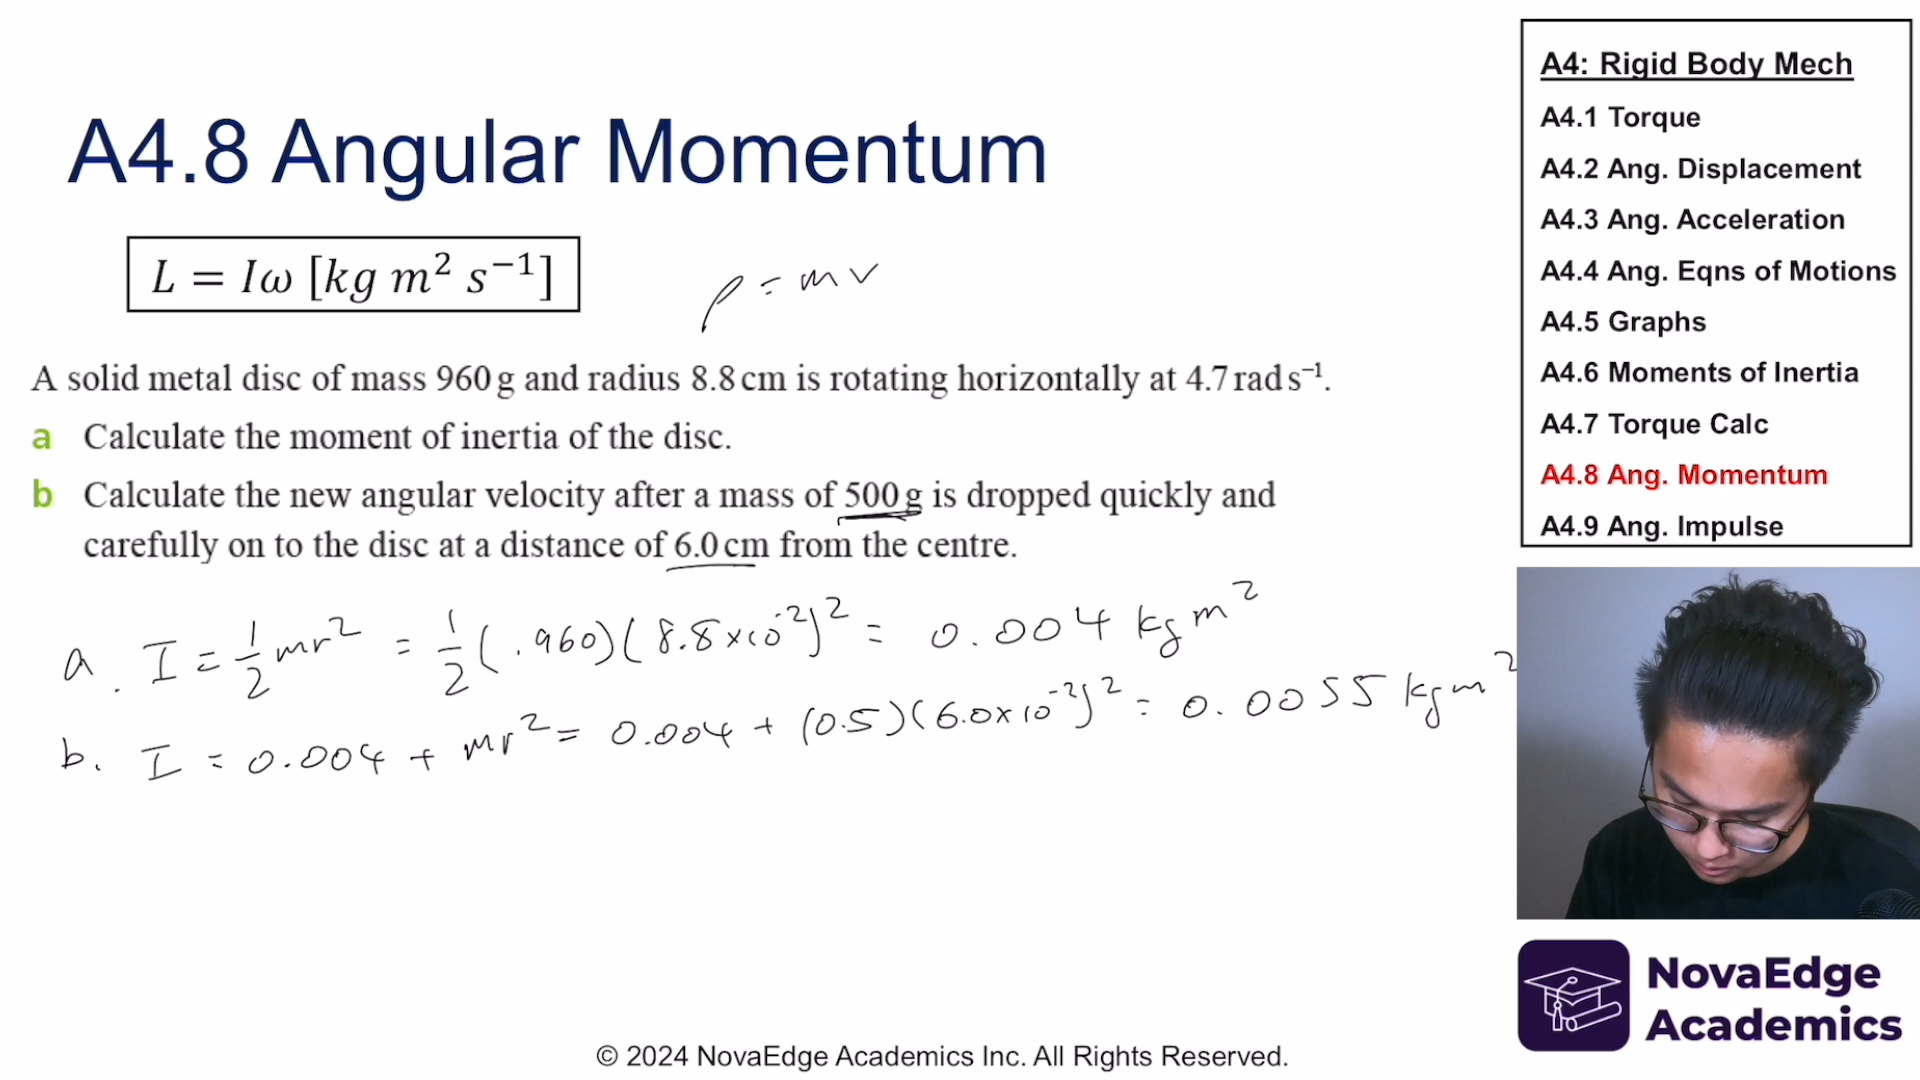 A4.8 Angular Momentum
L = Iω [kg m² s⁻¹]
ρ = mv
A solid metal disc of mass 960 g and radius 8.8 cm is rotating horizontally at 4.7 rad s⁻¹.
a Calculate the moment of inertia of the disc.
b Calculate the new angular velocity after a mass of 500 g is dropped quickly and
carefully on to the disc at a distance of 6.0 cm from the centre.
a. I = 1/2 mr² = 1/2 (.960)(8.8×10⁻²)² = 0.004 kgm²
b. I = 0.004 + mr² = 0.004 + (0.5)(6.0×10⁻²)² = 0.0055 kgm²
A4: Rigid Body Mech
A4.1 Torque
A4.2 Ang. Displacement
A4.3 Ang. Acceleration
A4.4 Ang. Eqns of Motions
A4.5 Graphs
A4.6 Moments of Inertia
A4.7 Torque Calc
A4.8 Ang. Momentum
A4.9 Ang. Impulse
NovaEdge
Academics
© 2024 NovaEdge Academics Inc. All Rights Reserved.